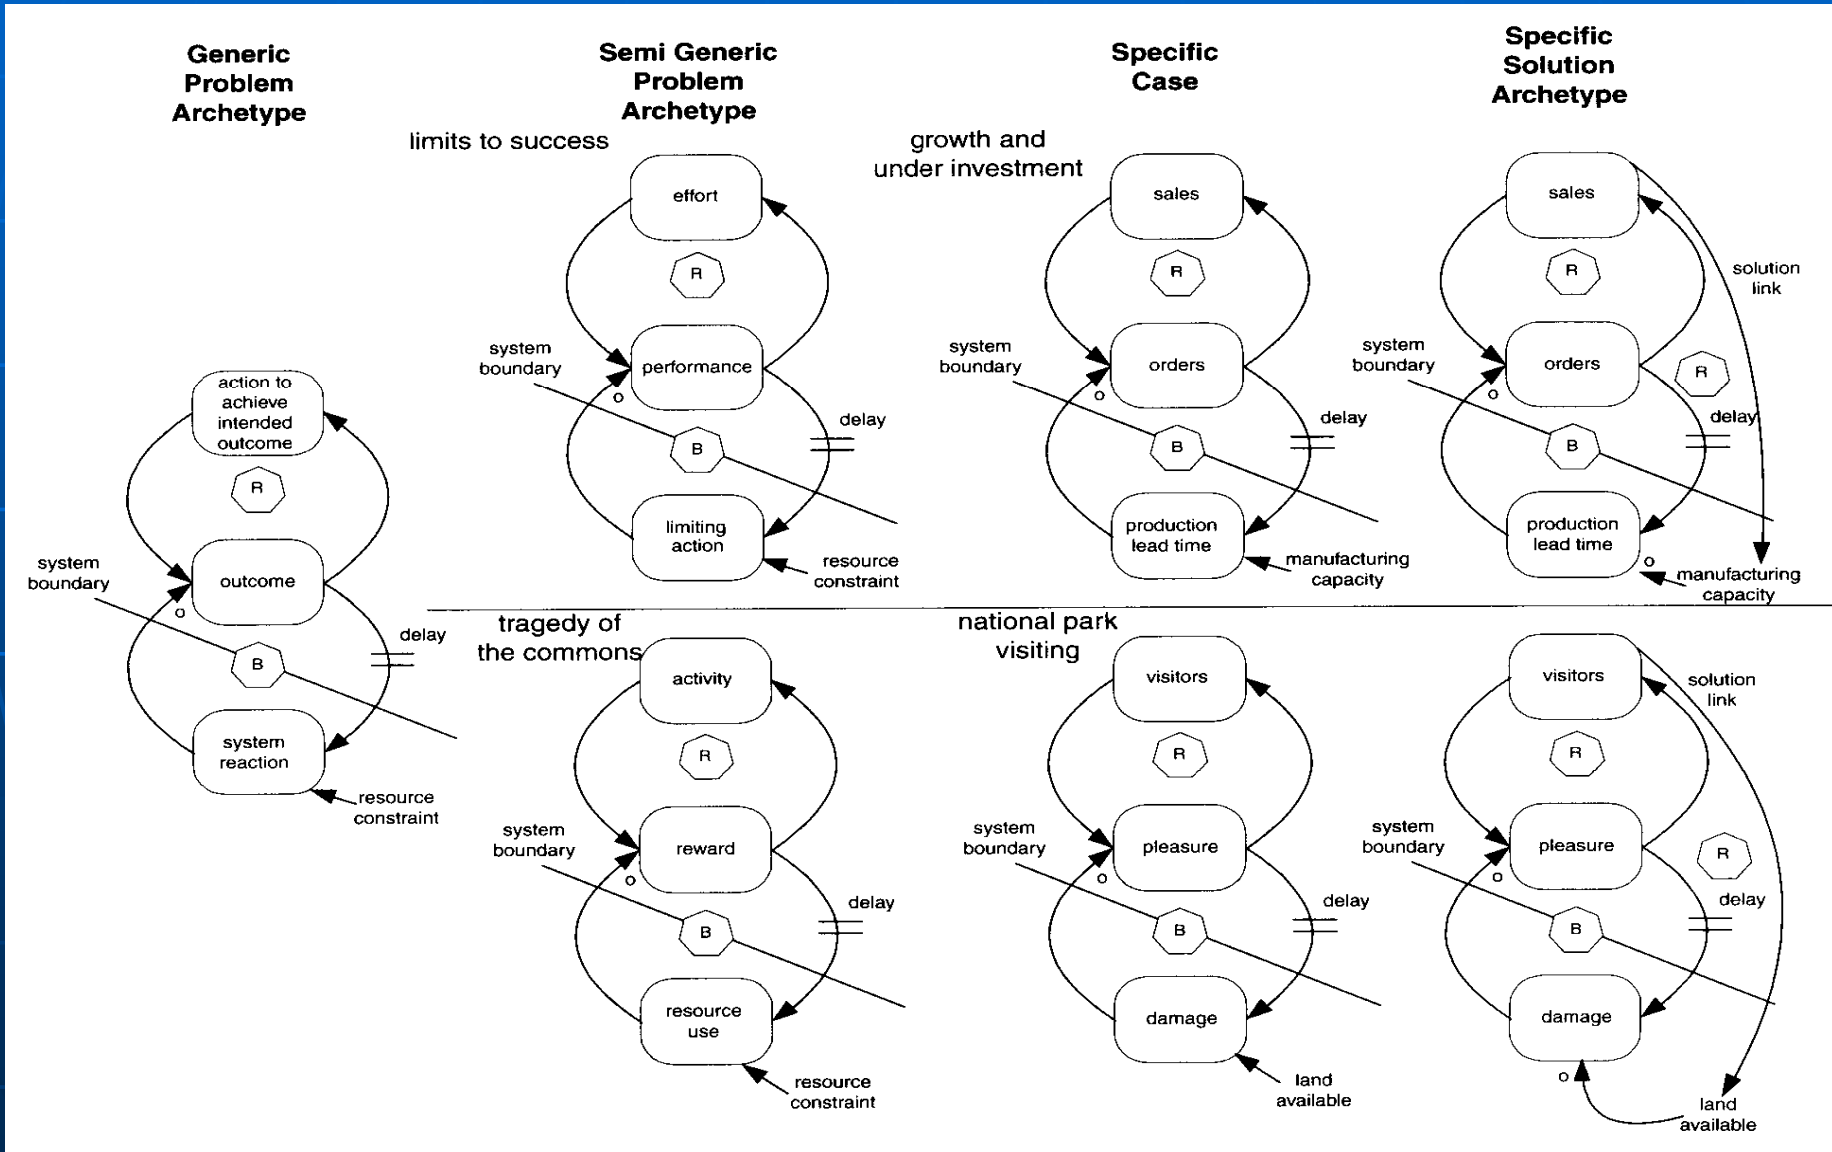 Generic
Problem
Archetype
Semi Generic
Problem
Archetype
Specific
Case
Specific
Solution
Archetype
action to
achieve
intended
outcome
R
outcome
system
boundary
o
B
delay
system
reaction
resource
constraint
limits to success
effort
R
system
boundary
performance
o
B
delay
limiting
action
resource
constraint
growth and
under investment
sales
R
system
boundary
orders
o
B
delay
production
lead time
manufacturing
capacity
sales
R
solution
link
system
boundary
orders
R
o
B
delay
production
lead time
o
manufacturing
capacity
tragedy of
the commons
activity
R
system
boundary
reward
o
B
delay
resource
use
resource
constraint
national park
visiting
visitors
R
system
boundary
pleasure
o
B
delay
damage
land
available
visitors
solution
link
R
system
boundary
pleasure
R
o
B
delay
damage
o
land
available